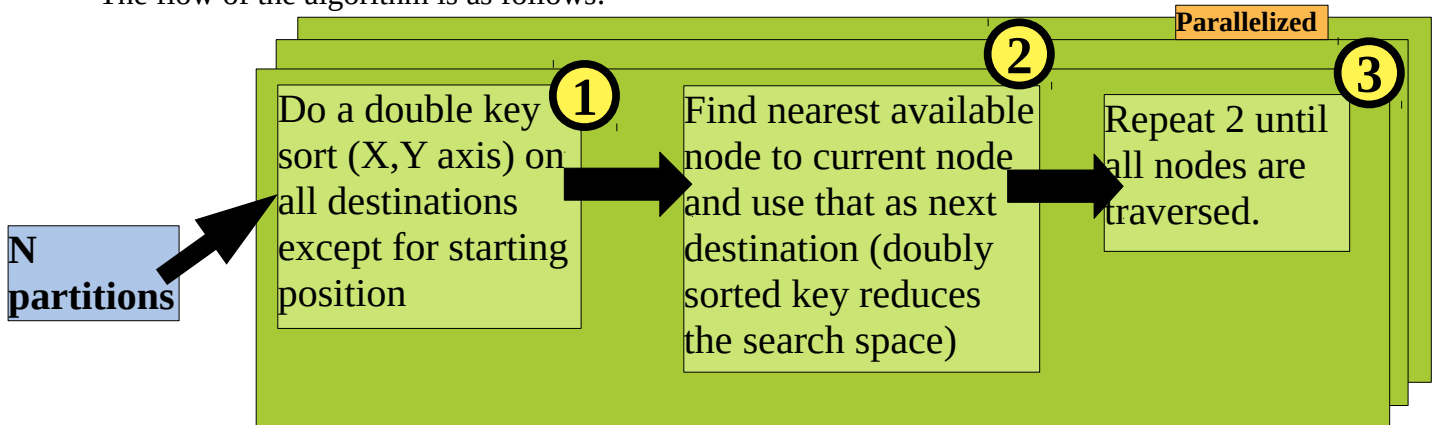 The flow of the algorithm is as follows:
Parallelized
1
2
3
N
partitions
Do a double key
sort (X,Y axis) on
all destinations
except for starting
position
Find nearest available
node to current node
and use that as next
destination (doubly
sorted key reduces
the search space)
Repeat 2 until
all nodes are
traversed.